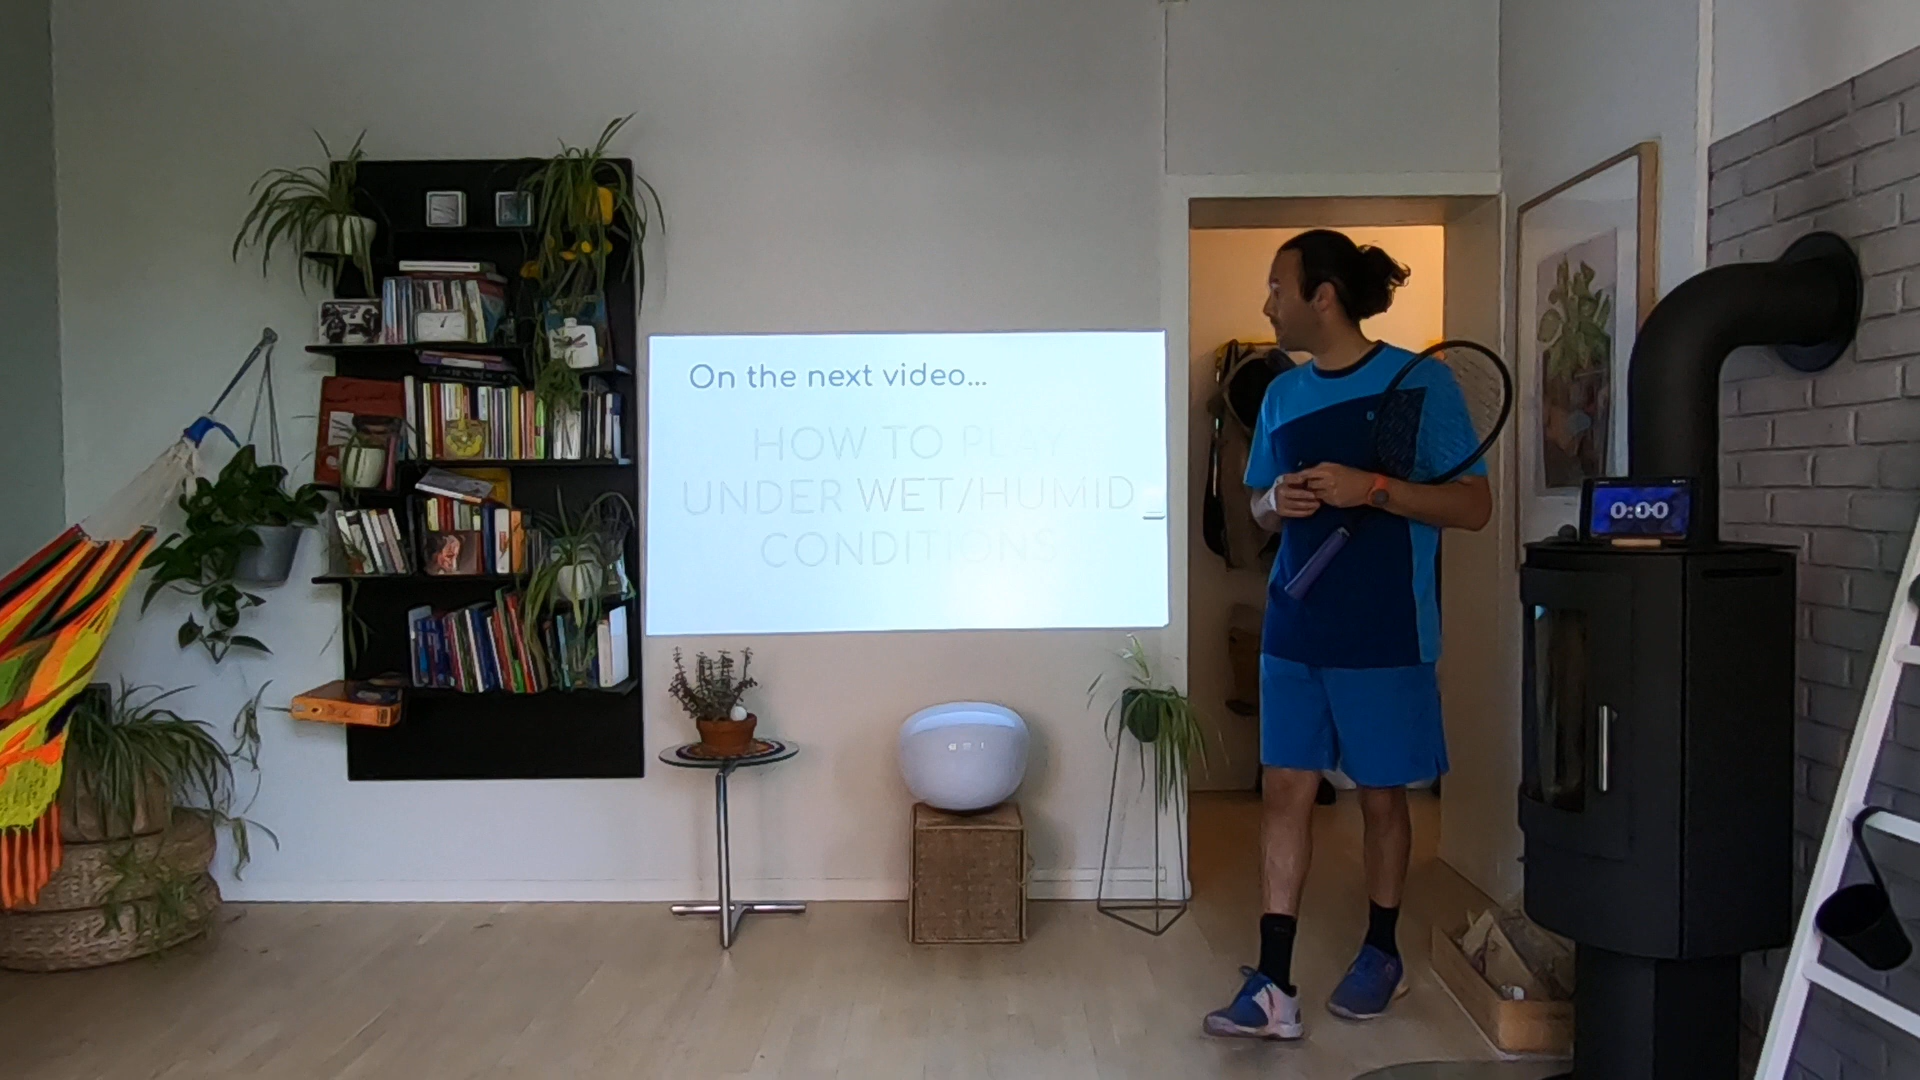 On the next video...
HOW TO PLAY
UNDER WET/HUMID
CONDITIONS
0:00